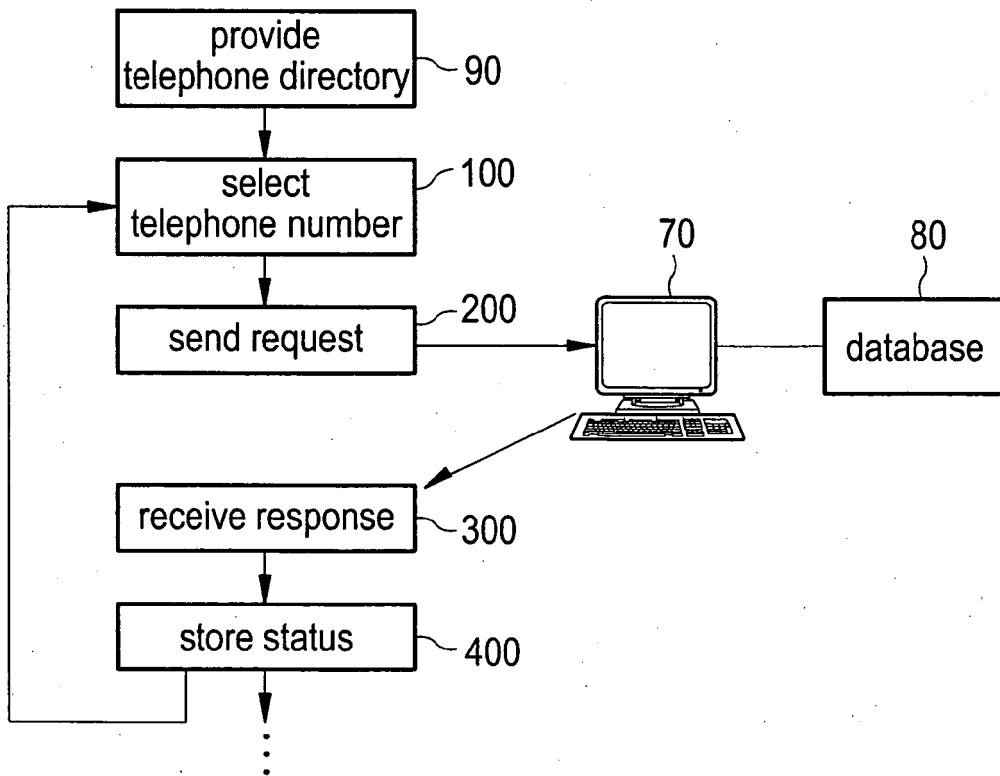 provide
telephone directory
90
select
telephone number
100
send request
200
70
80
database
receive response
300
store status
400